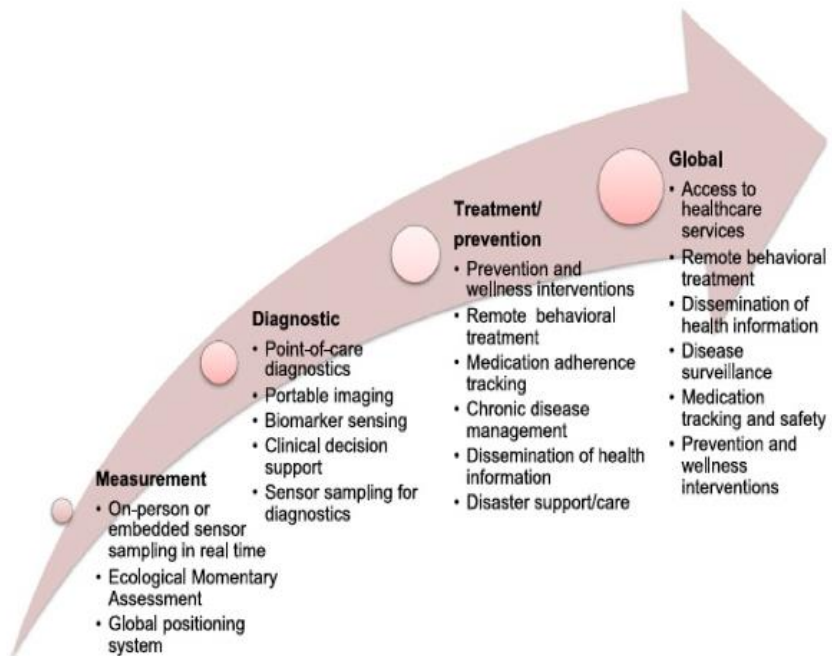 Measurement
• On-person or
embedded sensor
sampling in real time
• Ecological Momentary
Assessment
• Global positioning
system
Diagnostic
• Point-of-care
diagnostics
• Portable imaging
• Biomarker sensing
• Clinical decision
support
• Sensor sampling for
diagnostics
Treatment/
prevention
• Prevention and
wellness interventions
• Remote behavioral
treatment
• Medication adherence
tracking
• Chronic disease
management
• Dissemination of health
information
• Disaster support/care
Global
• Access to
healthcare
services
• Remote behavioral
treatment
• Dissemination of
health information
• Disease
surveillance
• Medication
tracking and safety
• Prevention and
wellness
interventions